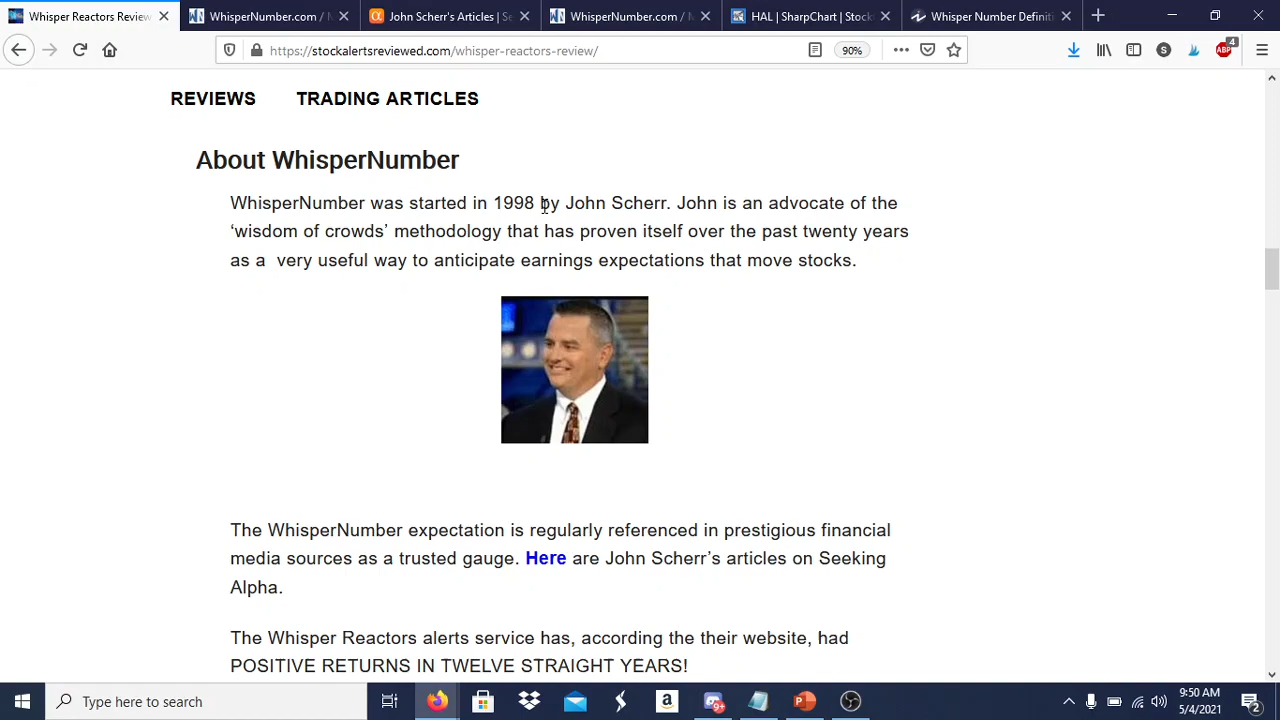 Whisper Reactors Review
WhisperNumber.com / M
John Scherr's Articles | Se
WhisperNumber.com / M
HAL | SharpChart | Stock
Whisper Number Definiti
https://stockalertsreviewed.com/whisper-reactors-review/
90%
S
ABP
4
REVIEWS TRADING ARTICLES
About WhisperNumber
WhisperNumber was started in 1998 by John Scherr. John is an advocate of the
‘wisdom of crowds’ methodology that has proven itself over the past twenty years
as a very useful way to anticipate earnings expectations that move stocks.
The WhisperNumber expectation is regularly referenced in prestigious financial
media sources as a trusted gauge. Here are John Scherr’s articles on Seeking
Alpha.
The Whisper Reactors alerts service has, according the their website, had
POSITIVE RETURNS IN TWELVE STRAIGHT YEARS!
Type here to search
a
9+
9:50 AM
5/4/2021
2